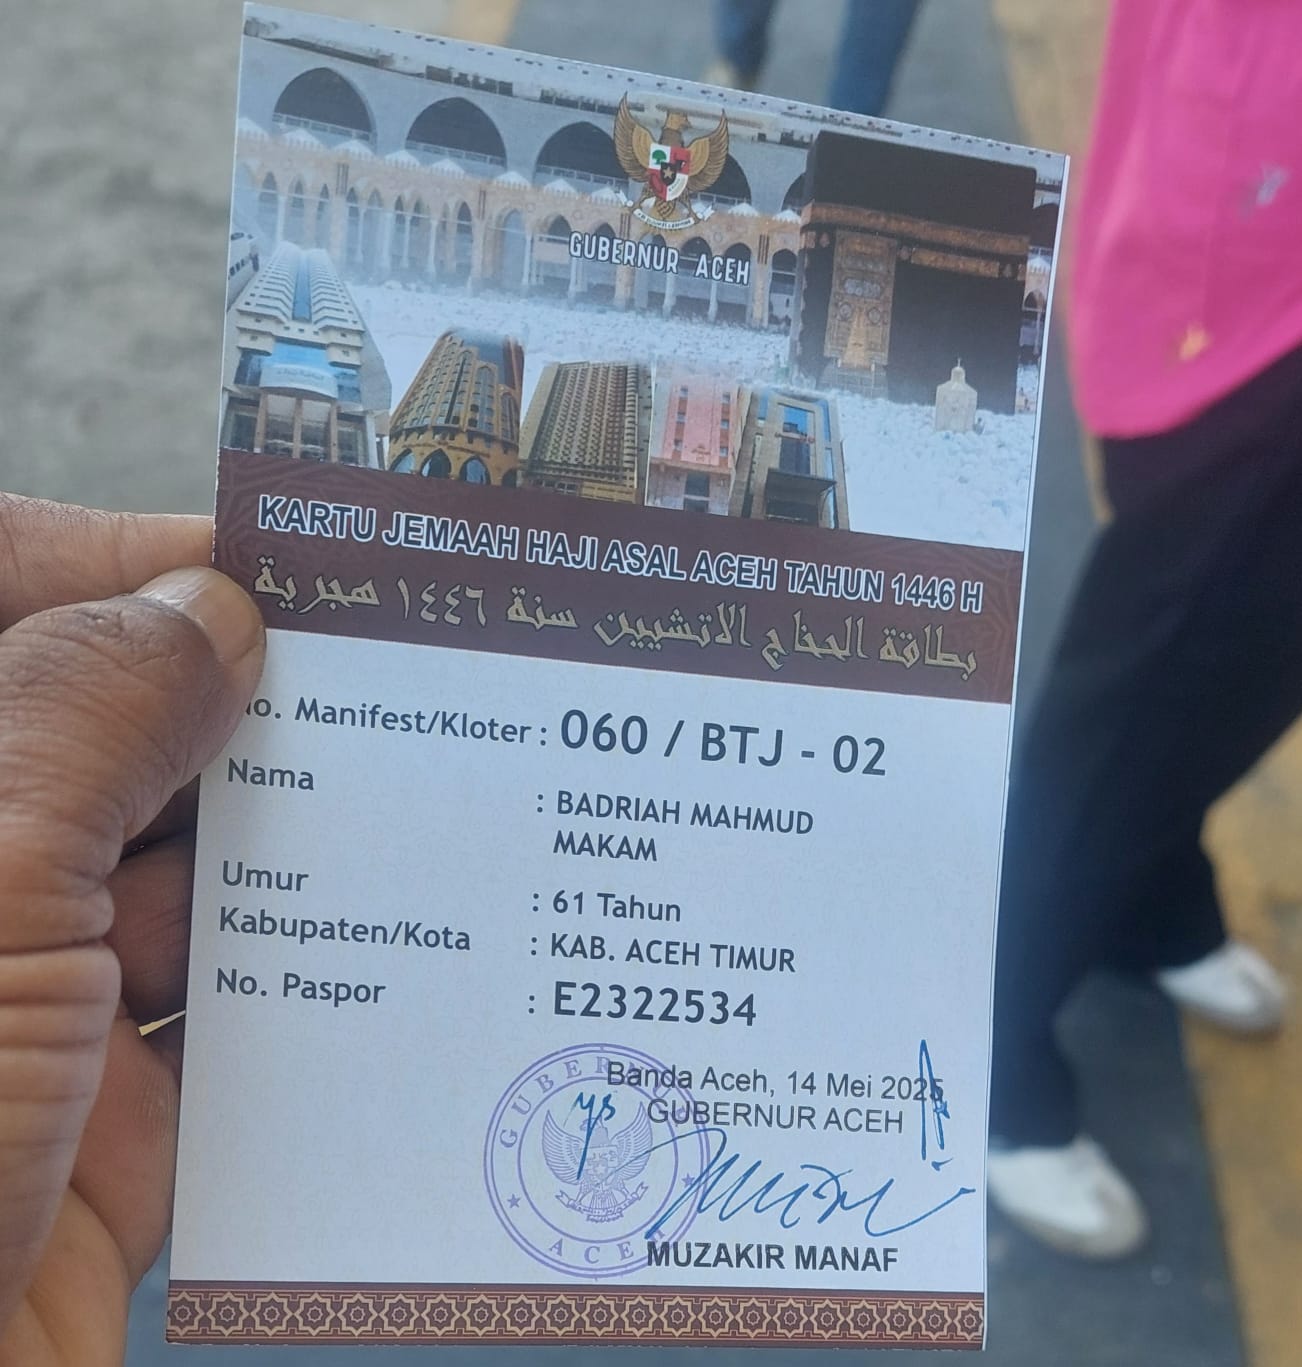 GUBERNUR ACEH
KARTU JEMAAH HAJI ASAL ACEH TAHUN 1446 H
بطاقة الحجاج الاتشيين سنة ١٤٤٦ هجرية
No. Manifest/Kloter : 060 / BTJ - 02
Nama : BADRIAH MAHMUD
MAKAM
Umur : 61 Tahun
Kabupaten/Kota : KAB. ACEH TIMUR
No. Paspor : E2322534
Banda Aceh, 14 Mei 2025
GUBERNUR ACEH
GUBERNUR
ACEH
MUZAKIR MANAF